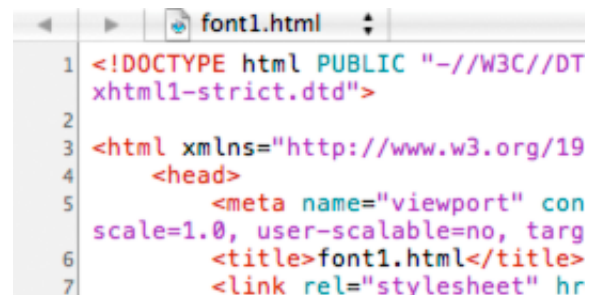 font1.html
1 <!DOCTYPE html PUBLIC "-//W3C//DT
xhtml1-strict.dtd">
2
3 <html xmlns="http://www.w3.org/19
4 <head>
5 <meta name="viewport" con
scale=1.0, user-scalable=no, targ
6 <title>font1.html</title>
7 <link rel="stylesheet" hr